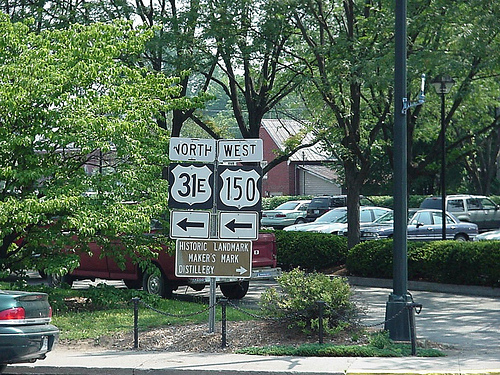 NORTH WEST
31E 150
HISTORIC LANDMARK
MAKER'S MARK
DISTILLERY